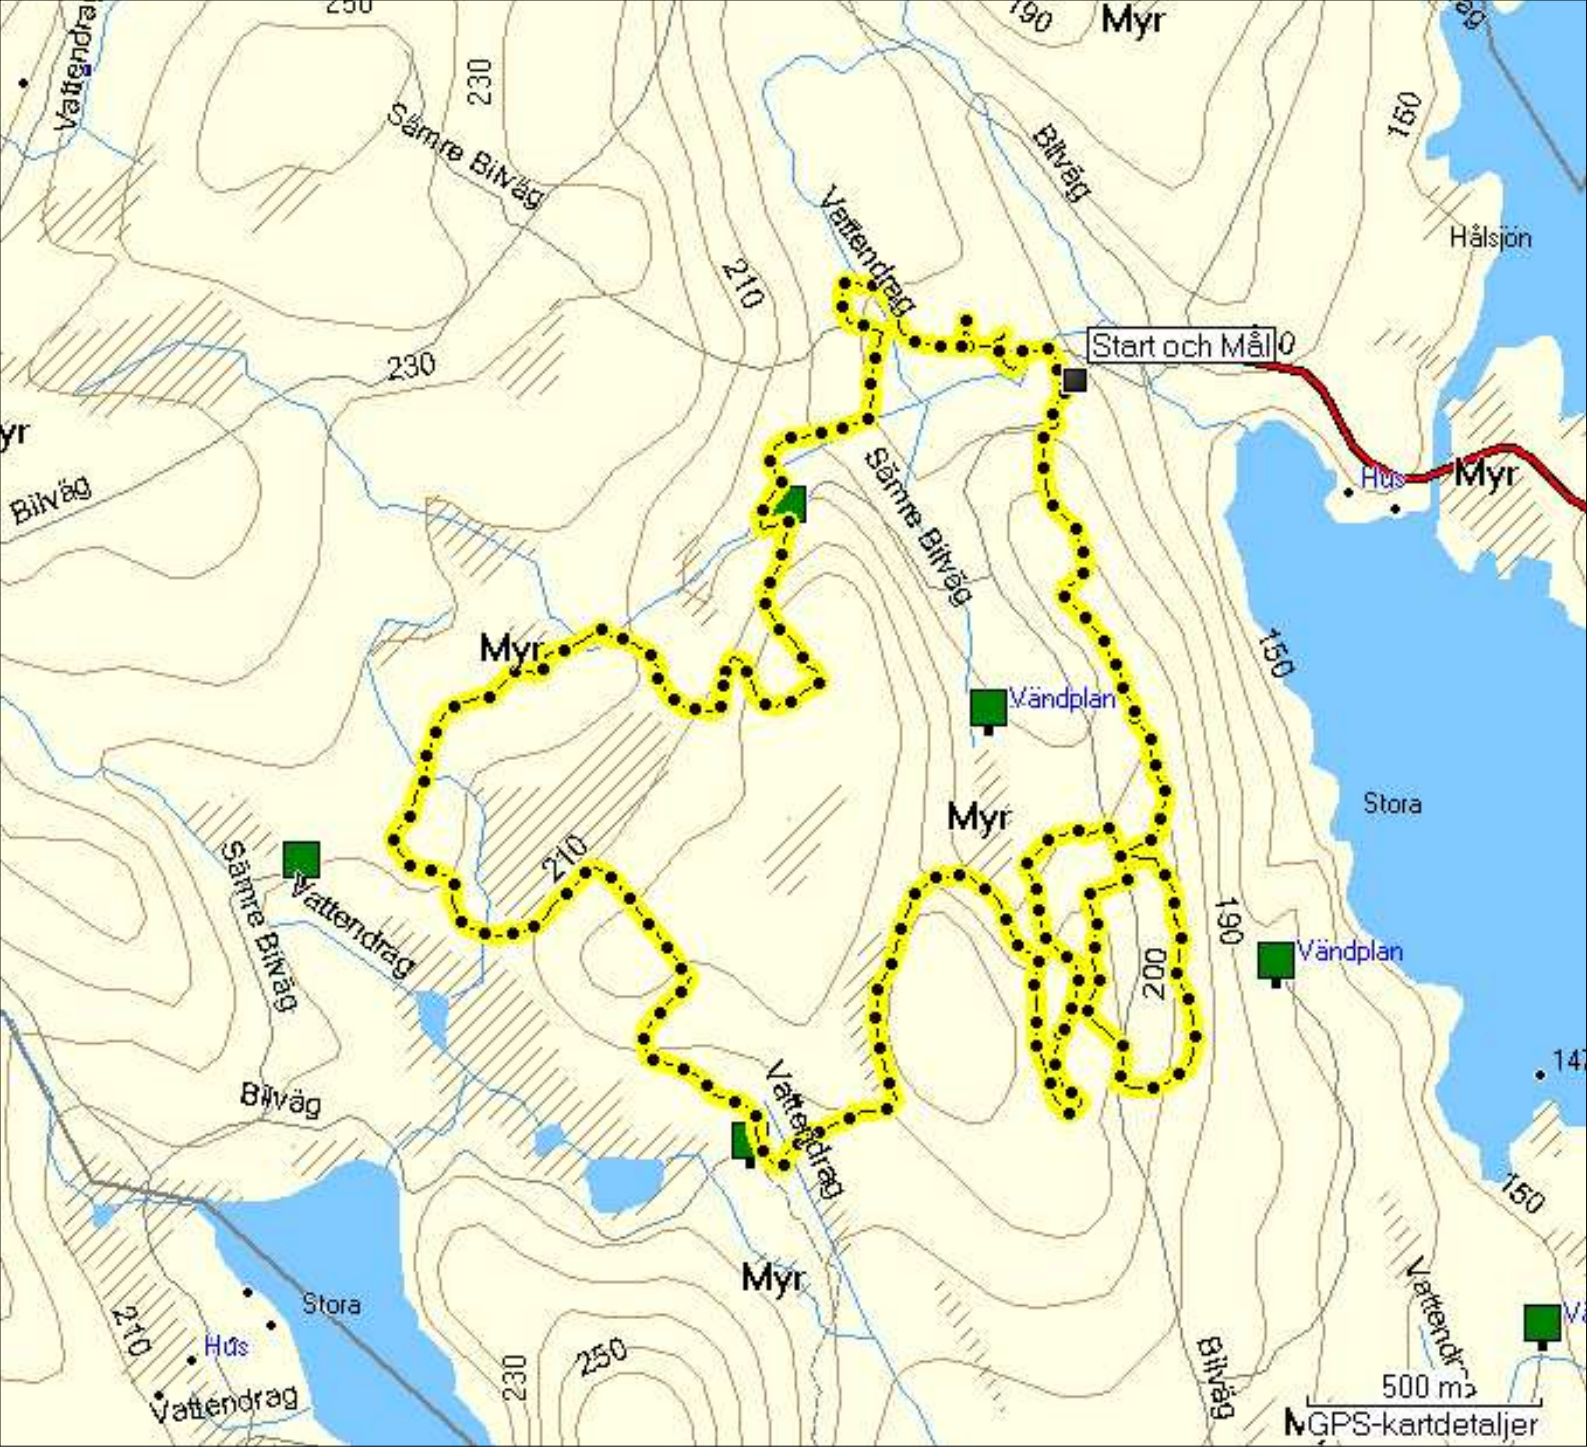 250
190
Myr
Vattendrag
230
Sämre Bilväg
Bilväg
160
Vattendrag
Hålsjön
210
Start och Mål
230
Myr
Hus
Sämre Bilväg
Bilväg
Myr
150
Vändplan
Stora
Myr
210
Sämre Bilväg
Vattendrag
190
Vändplan
200
147
Bilväg
Vattendrag
150
Myr
Stora
210
Hus
Vattendrag
230
250
Bilväg
Vattendr
500 m
GPS-kartdetaljer